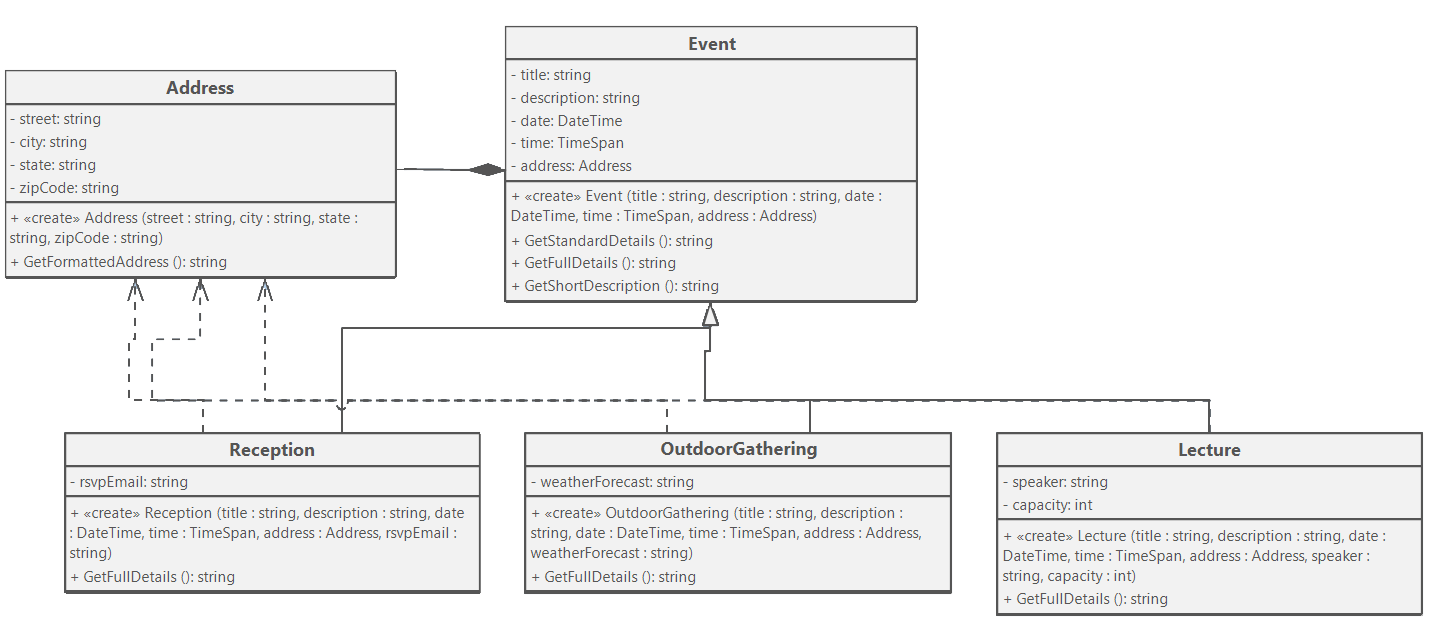 Event
- title: string
- description: string
- date: DateTime
- time: TimeSpan
- address: Address
+ «create» Event (title : string, description : string, date :
DateTime, time : TimeSpan, address : Address)
+ GetStandardDetails (): string
+ GetFullDetails (): string
+ GetShortDescription (): string
Address
- street: string
- city: string
- state: string
- zipCode: string
+ «create» Address (street : string, city : string, state :
string, zipCode : string)
+ GetFormattedAddress (): string
Reception
- rsvpEmail: string
+ «create» Reception (title : string, description : string, date
: DateTime, time : TimeSpan, address : Address, rsvpEmail :
string)
+ GetFullDetails (): string
OutdoorGathering
- weatherForecast: string
+ «create» OutdoorGathering (title : string, description :
string, date : DateTime, time : TimeSpan, address : Address,
weatherForecast : string)
+ GetFullDetails (): string
Lecture
- speaker: string
- capacity: int
+ «create» Lecture (title : string, description : string, date :
DateTime, time : TimeSpan, address : Address, speaker :
string, capacity : int)
+ GetFullDetails (): string